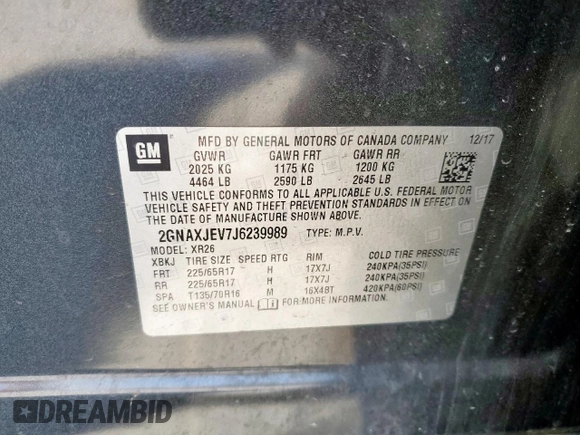 GM
MFD BY GENERAL MOTORS OF CANADA COMPANY 12/17
GVWR GAWR FRT GAWR RR
2025 KG 1175 KG 1200 KG
4464 LB 2590 LB 2645 LB
THIS VEHICLE CONFORMS TO ALL APPLICABLE U.S. FEDERAL MOTOR
VEHICLE SAFETY AND THEFT PREVENTION STANDARDS IN EFFECT ON
THE DATE OF MANUFACTURE SHOWN ABOVE.
2GNAXJEV7J6239989 TYPE: M.P.V.
MODEL: XR26
XBKJ TIRE SIZE SPEED RTG RIM COLD TIRE PRESSURE
FRT 225/65R17 H 17X7J 240KPA(35PSI)
RR 225/65R17 H 17X7J 240KPA(35PSI)
SPA T135/70R16 M 16X4BT 420KPA(60PSI)
SEE OWNER'S MANUAL FOR MORE INFORMATION.
DREAMBID